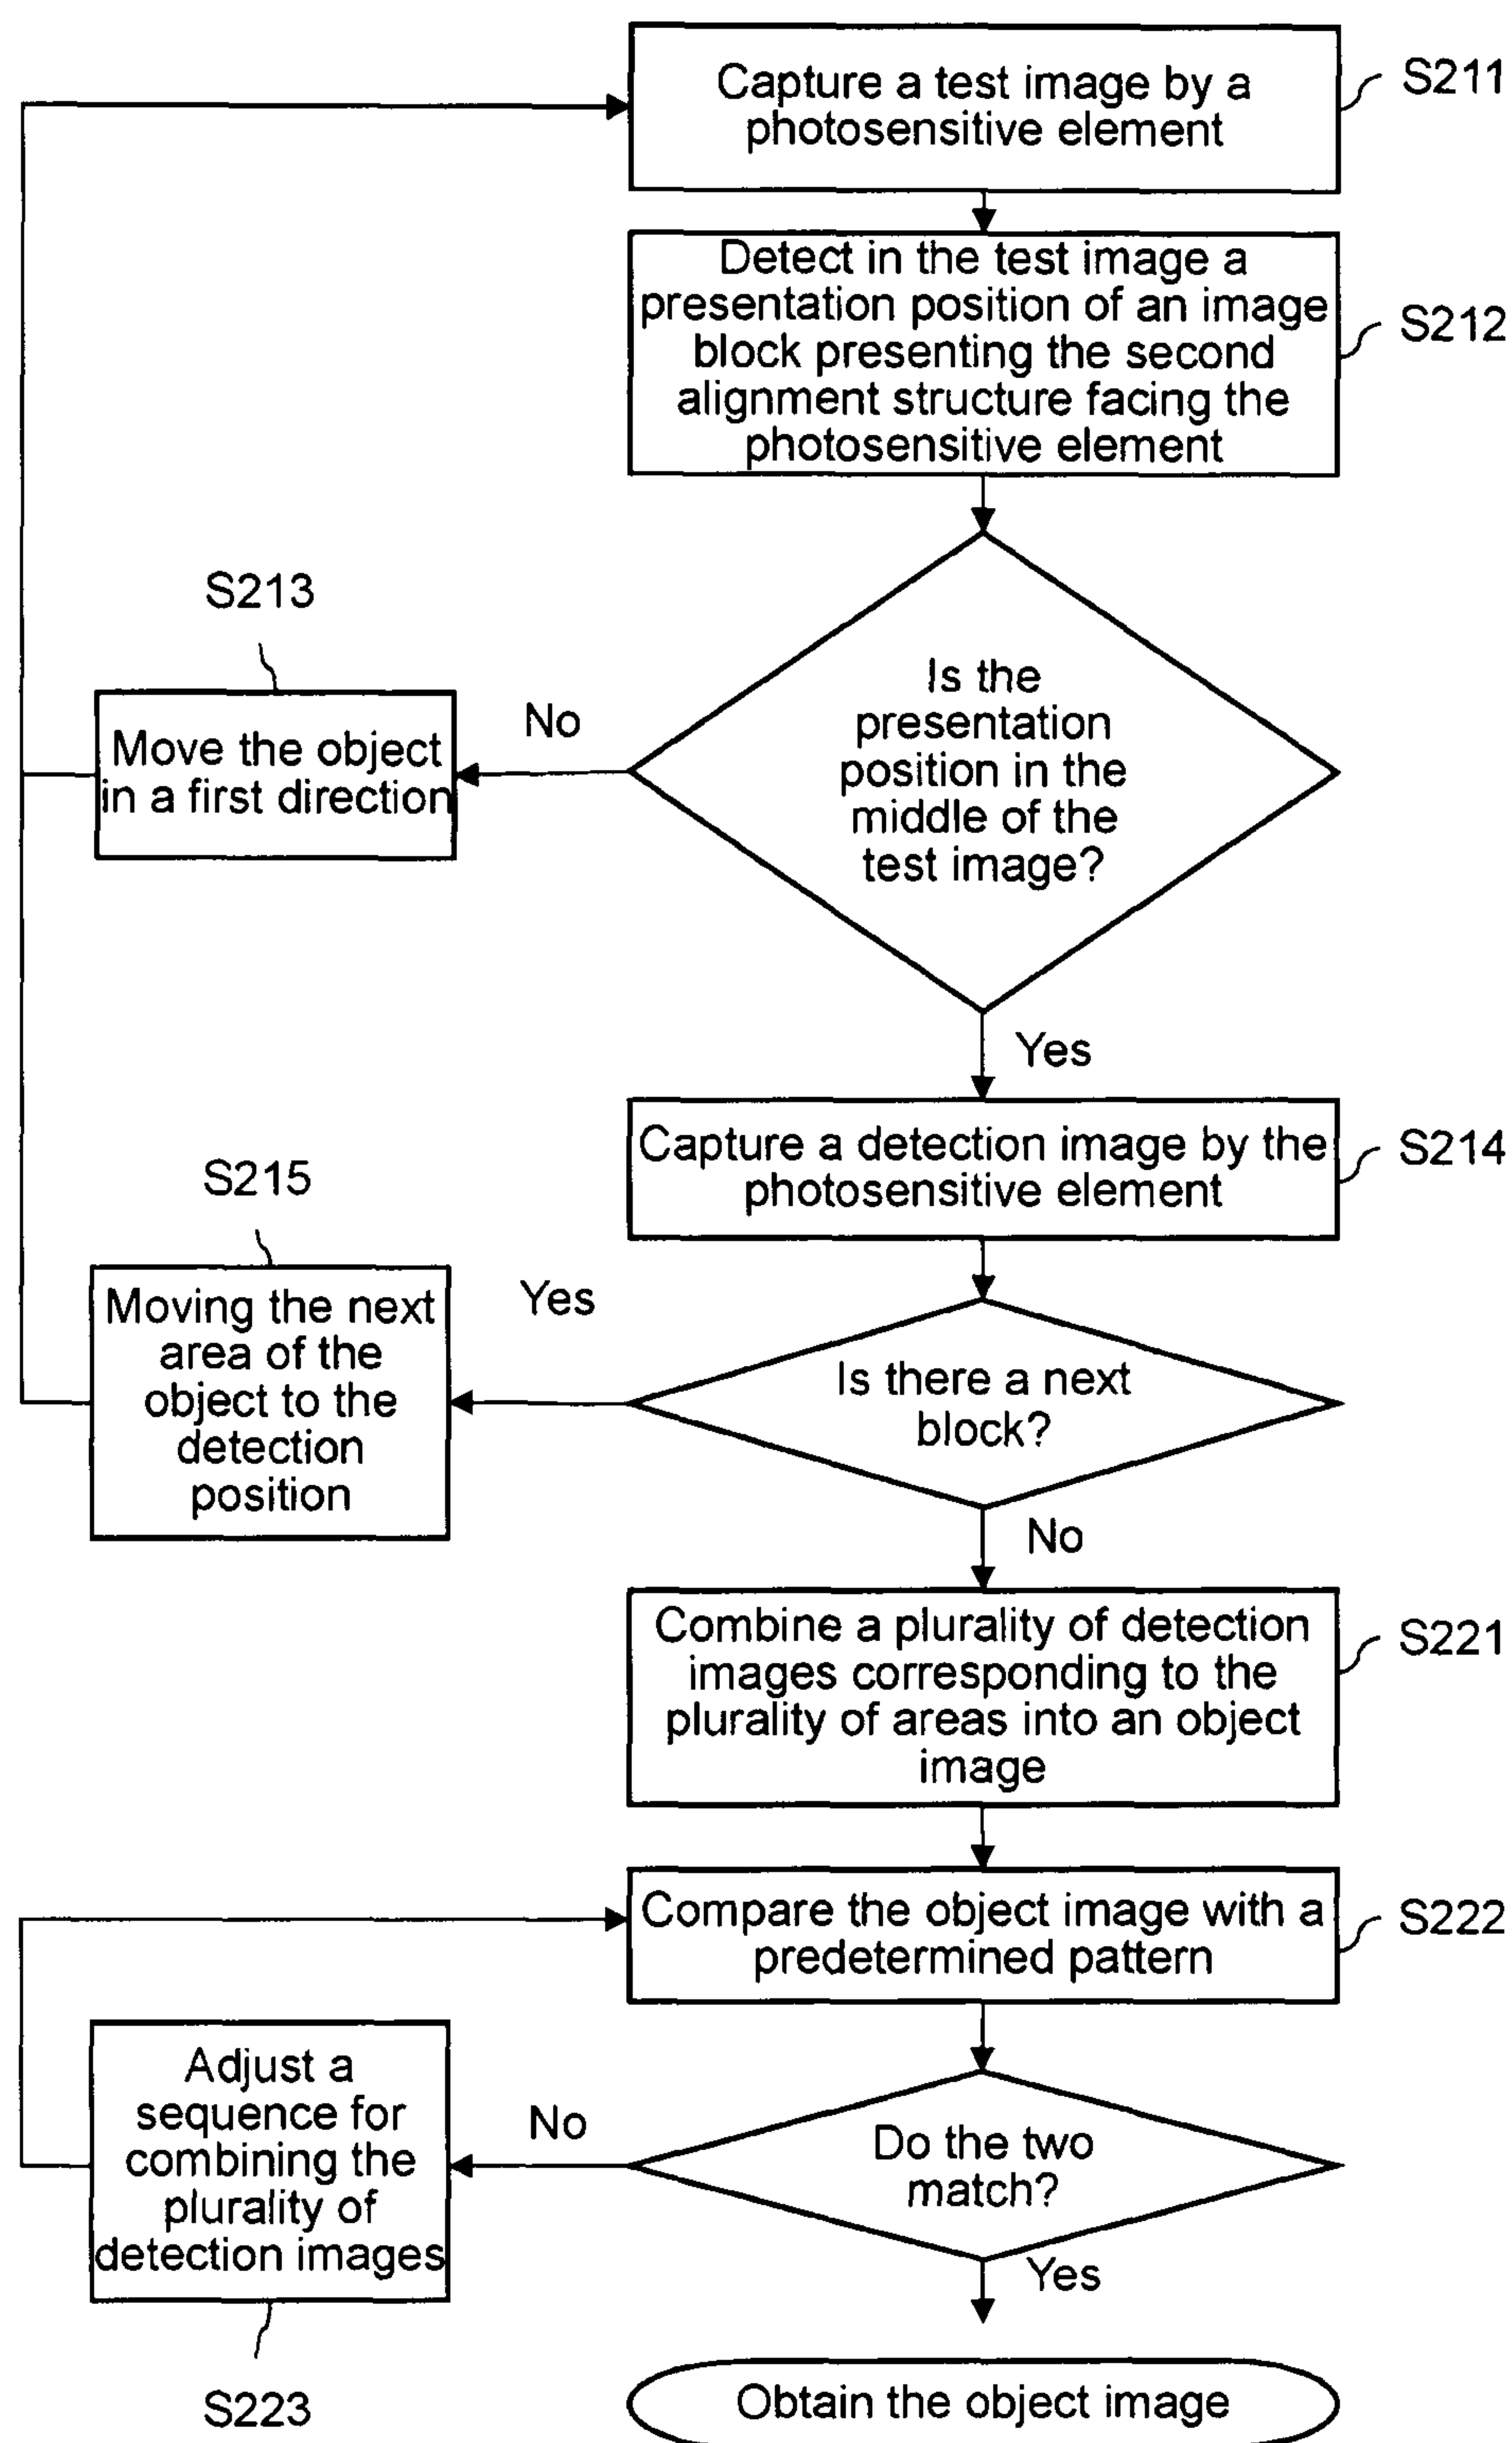 Capture a test image by a
photosensitive element
S211
Detect in the test image a
presentation position of an image
block presenting the second
alignment structure facing the
photosensitive element
S212
S213
Move the object
in a first direction
No
Is the
presentation
position in the
middle of the
test image?
Yes
Capture a detection image by the
photosensitive element
S214
S215
Moving the next
area of the
object to the
detection
position
Yes
Is there a next
block?
No
Combine a plurality of detection
images corresponding to the
plurality of areas into an object
image
S221
Compare the object image with a
predetermined pattern
S222
Adjust a
sequence for
combining the
plurality of
detection images
S223
No
Do the two
match?
Yes
Obtain the object image